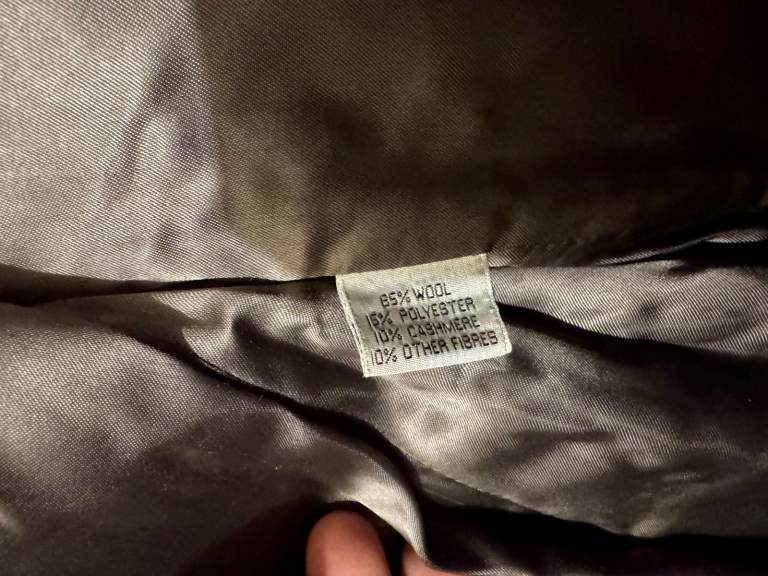 65% WOOL
15% POLYESTER
10% CASHMERE
10% OTHER FIBRES